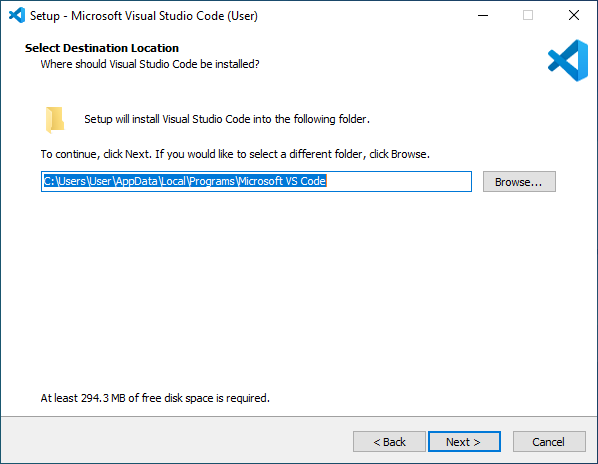 Setup - Microsoft Visual Studio Code (User)
Select Destination Location
Where should Visual Studio Code be installed?
Setup will install Visual Studio Code into the following folder.
To continue, click Next. If you would like to select a different folder, click Browse.
C:\Users\User\AppData\Local\Programs\Microsoft VS Code
Browse...
At least 294.3 MB of free disk space is required.
< Back
Next >
Cancel